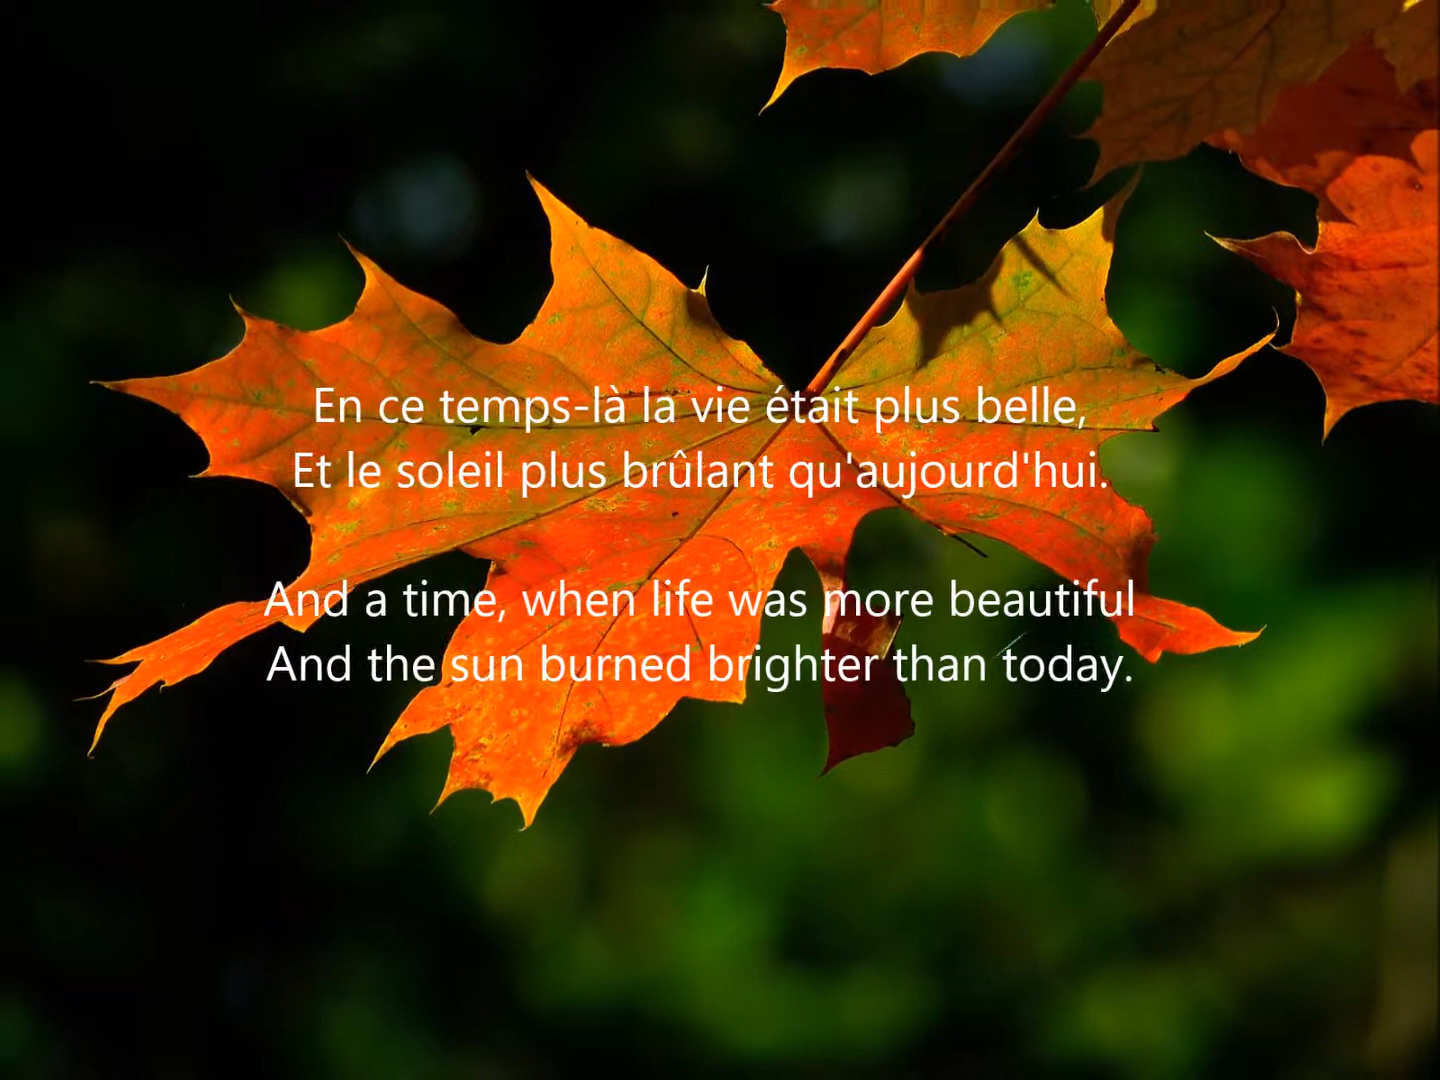 En ce temps-là la vie était plus belle,
Et le soleil plus brûlant qu'aujourd'hui.
And a time, when life was more beautiful
And the sun burned brighter than today.